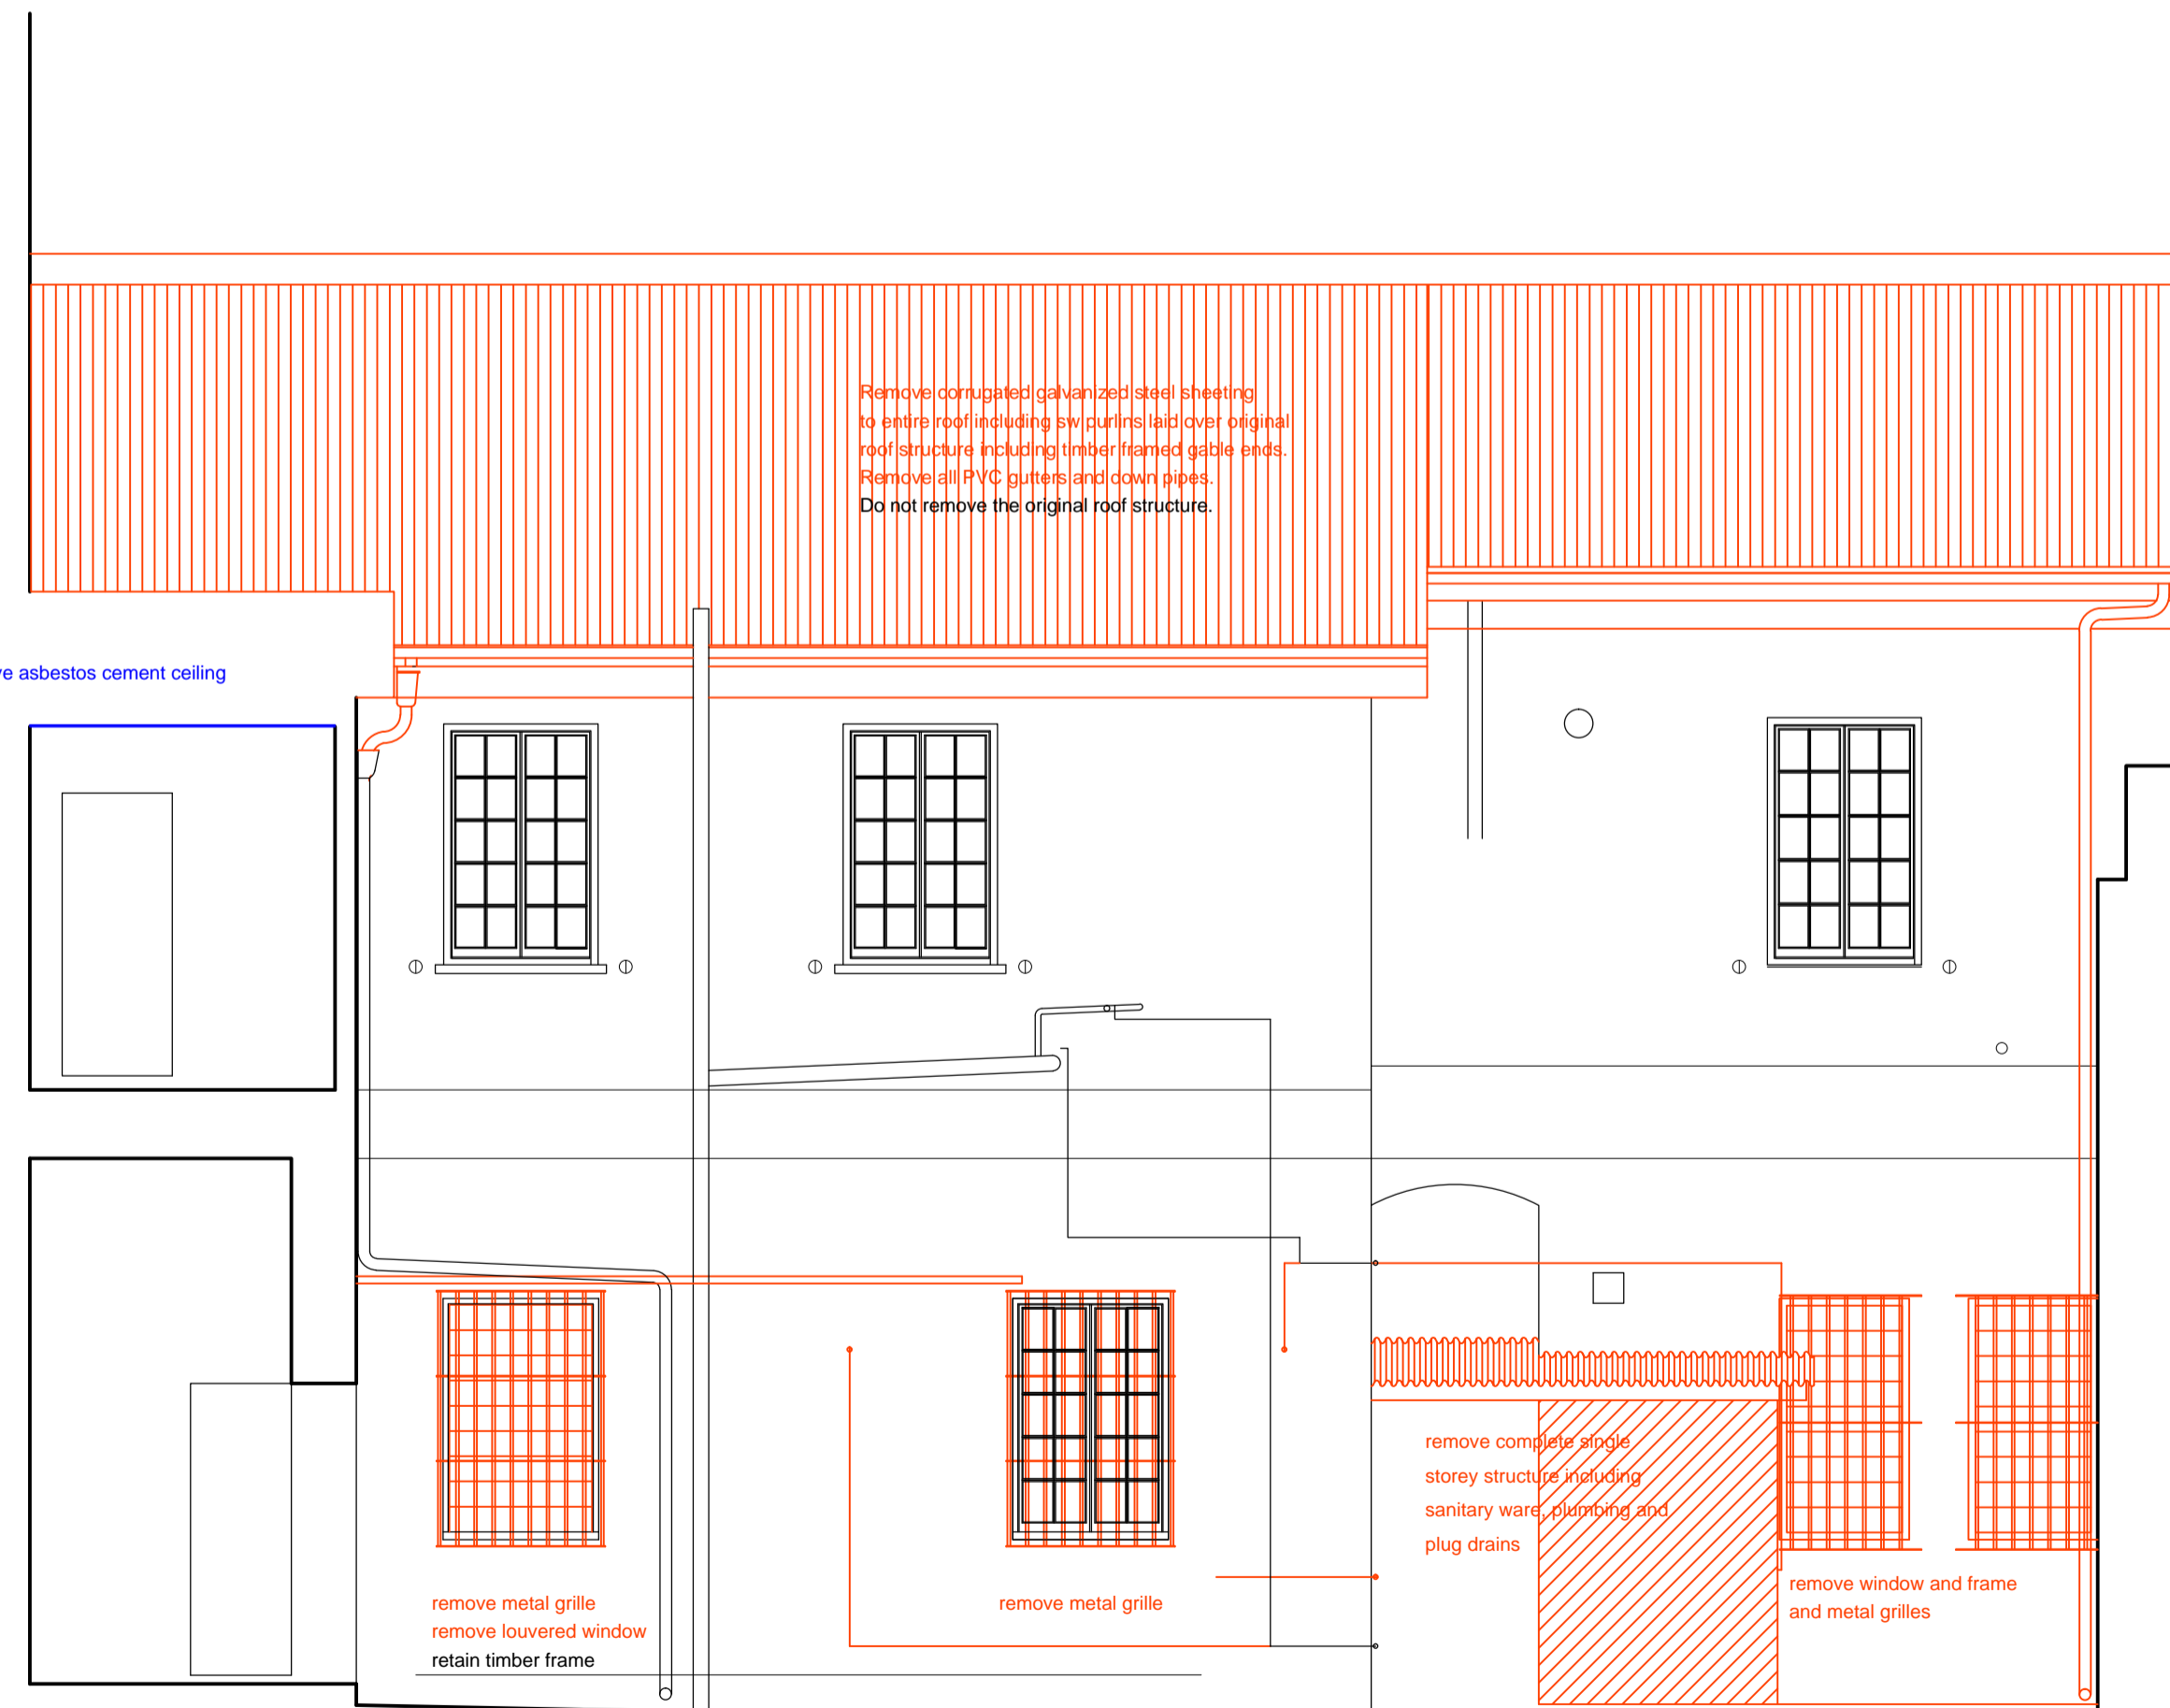 Remove corrugated galvanized steel sheeting
to entire roof including sw purlins laid over original
roof structure including timber framed gable ends.
Remove all PVC gutters and down pipes.
Do not remove the original roof structure.
asbestos cement ceiling
remove complete single
storey structure including
sanitary ware, plumbing and
plug drains
remove metal grille
remove louvered window
retain timber frame
remove metal grille
remove window and frame
and metal grilles